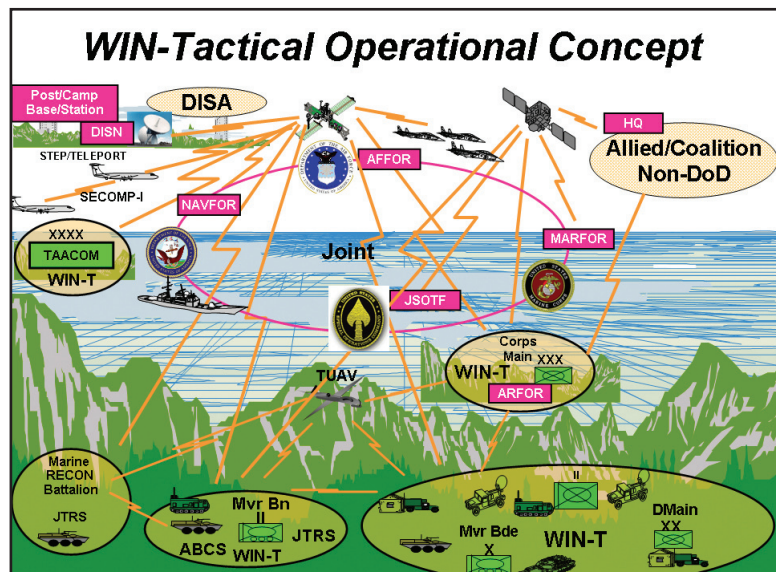 WIN-Tactical Operational Concept
Post/Camp
Base/Station
DISA
DISN
STEP/TELEPORT
SECOMP-I
HQ
Allied/Coalition
Non-DoD
AFFOR
NAVFOR
XXXX
TAACOM
WIN-T
Joint
MARFOR
JSOTF
Corps
Main
XXX
WIN-T
ARFOR
TUAV
Marine
RECON
Battalion
JTRS
Mvr Bn
II
ABCS
JTRS
WIN-T
II
Mvr Bde
X
WIN-T
DMain
XX